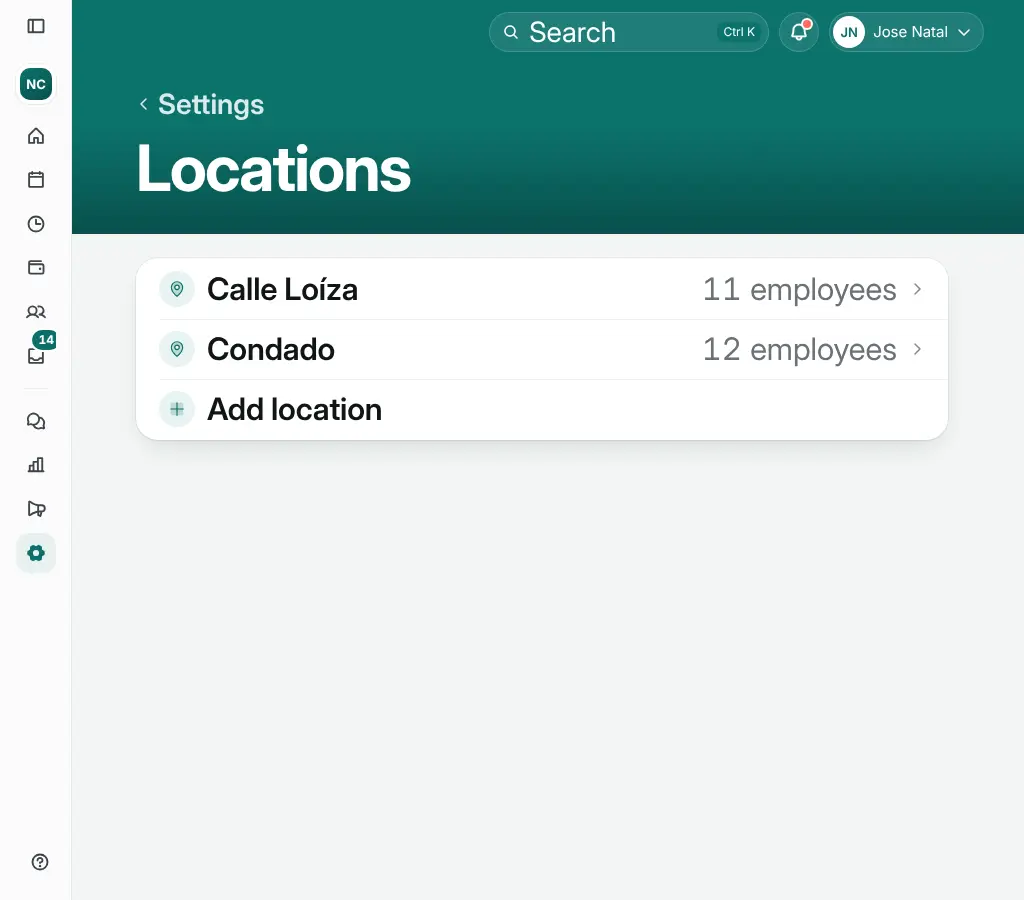 Search
Ctrl K
JN
Jose Natal
NC
Settings
Locations
Calle Loíza
11 employees
Condado
12 employees
Add location
14